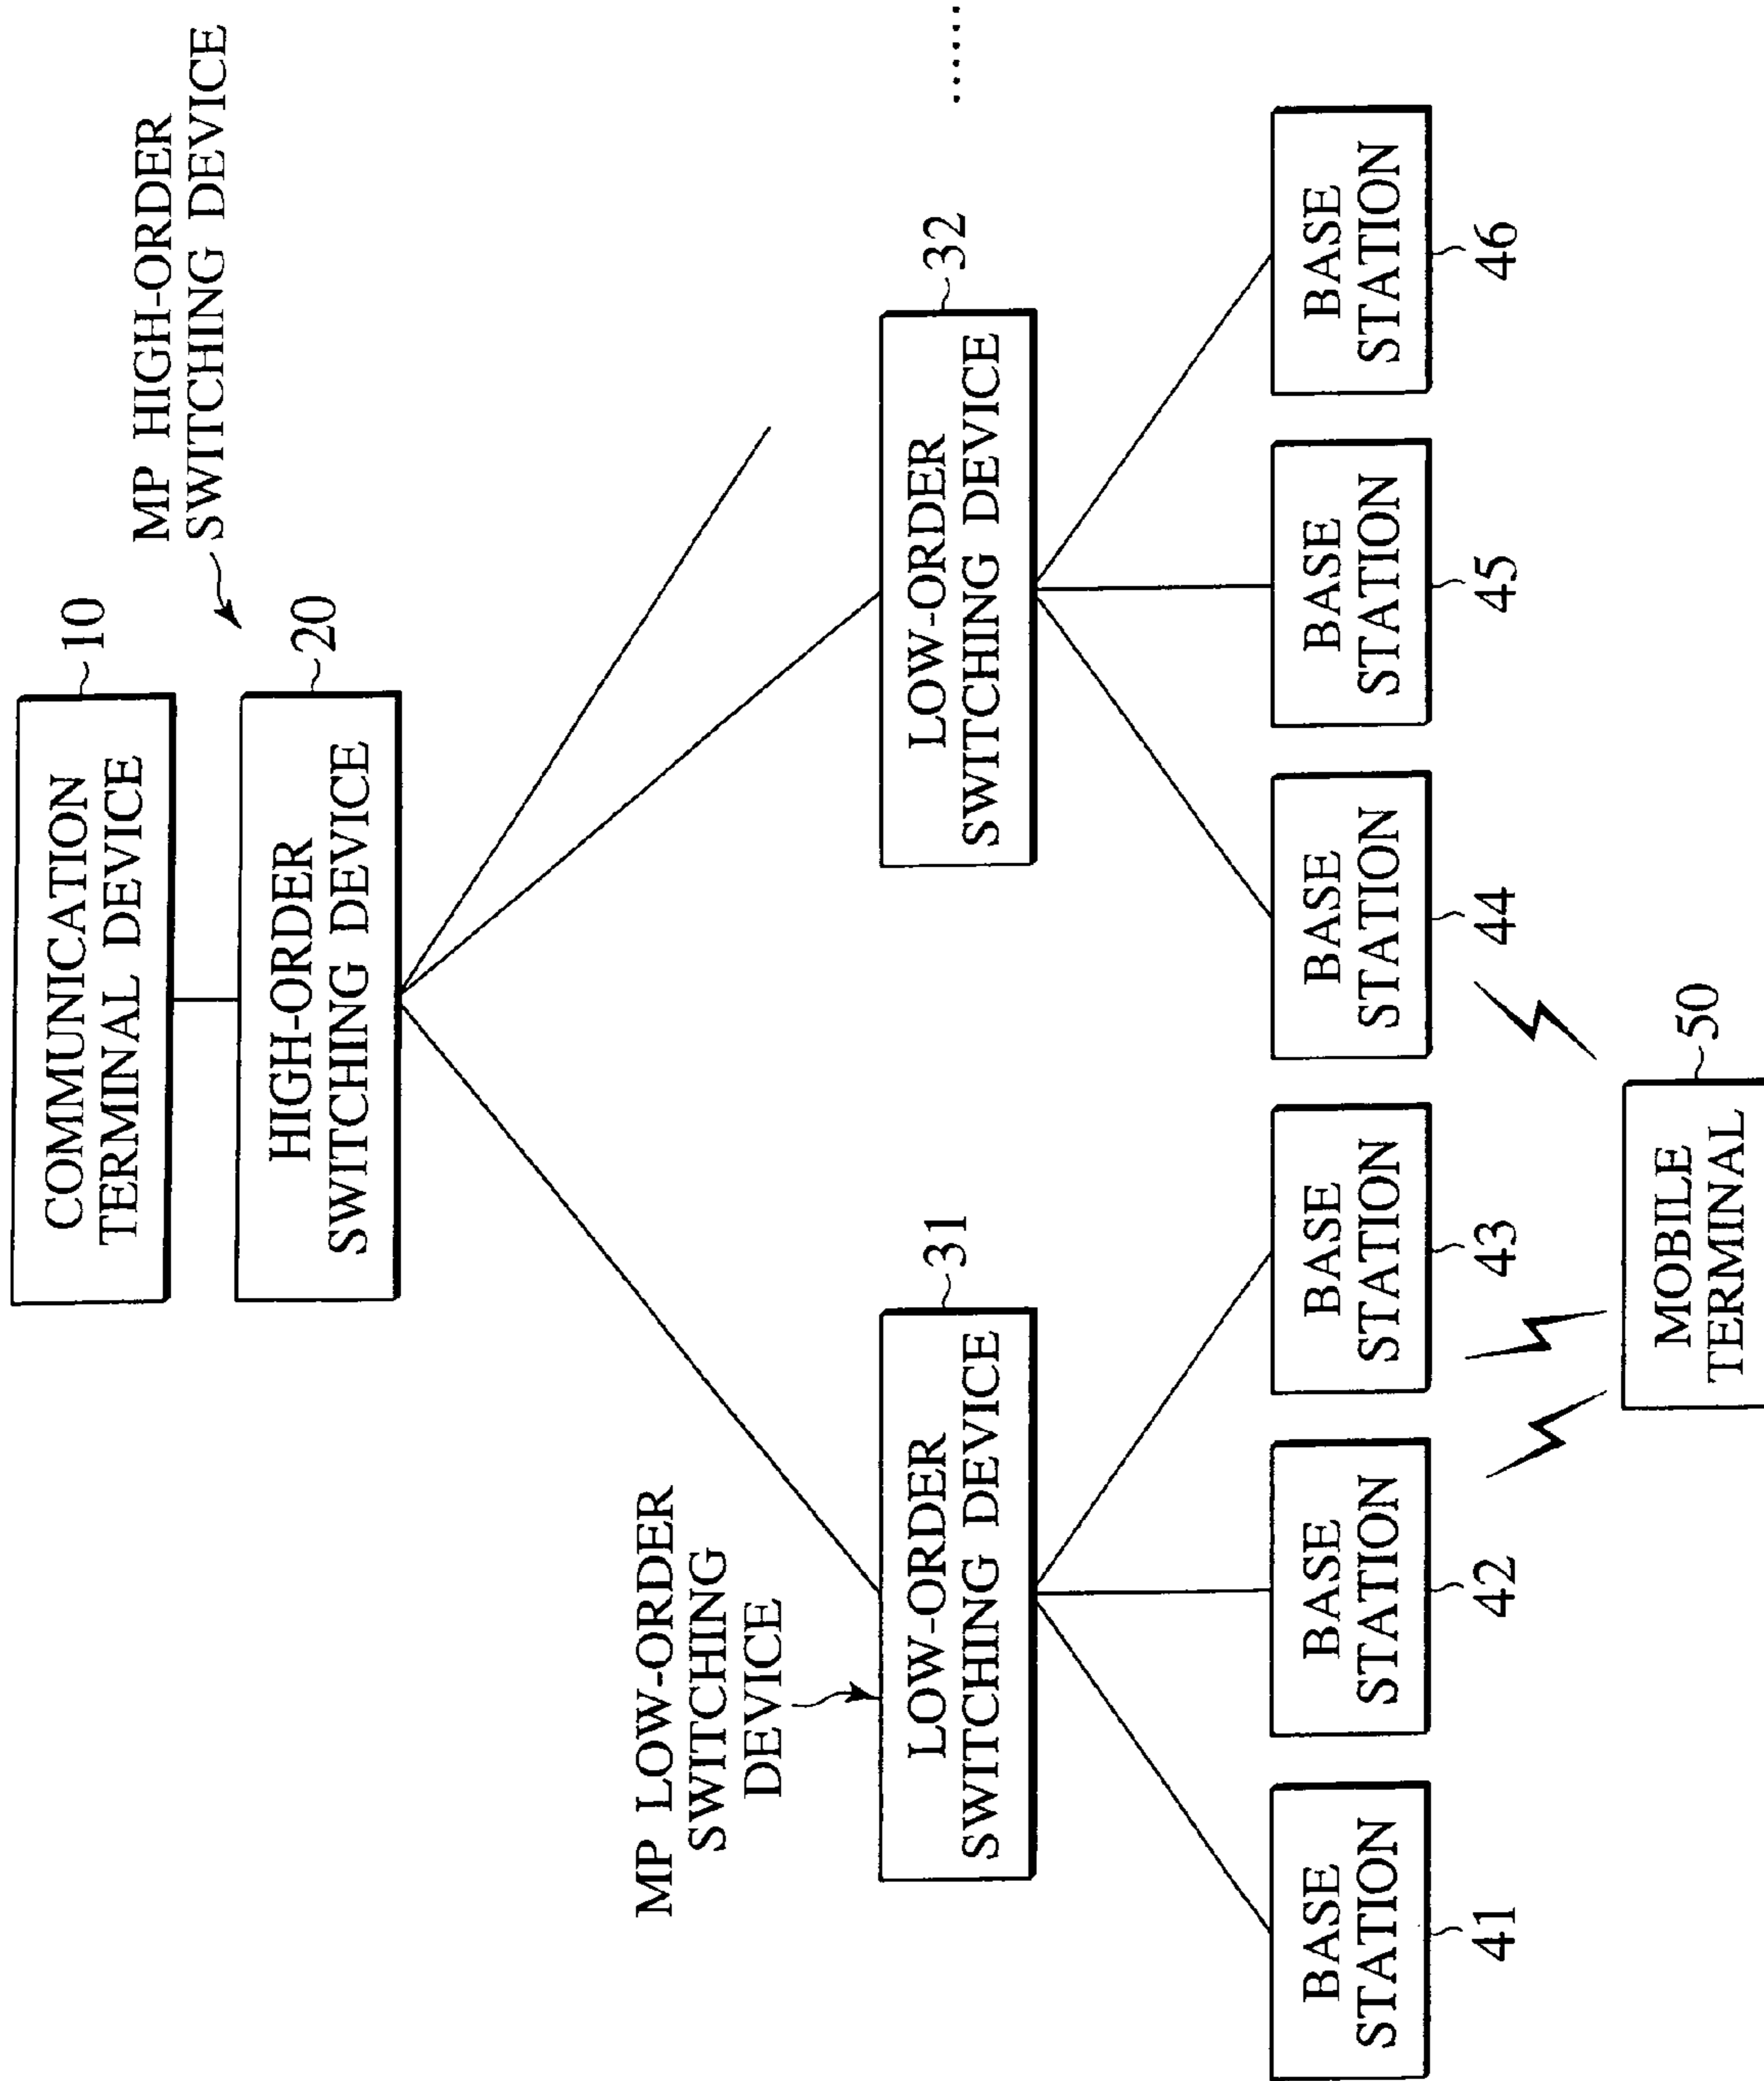 COMMUNICATION
TERMINAL DEVICE
10
MP HIGH-ORDER
SWITCHING DEVICE
HIGH-ORDER
SWITCHING DEVICE
20
MP LOW-ORDER
SWITCHING
DEVICE
LOW-ORDER
SWITCHING DEVICE
31
LOW-ORDER
SWITCHING DEVICE
32
......
BASE
STATION
41
BASE
STATION
42
BASE
STATION
43
BASE
STATION
44
BASE
STATION
45
BASE
STATION
46
MOBILE
TERMINAL
50